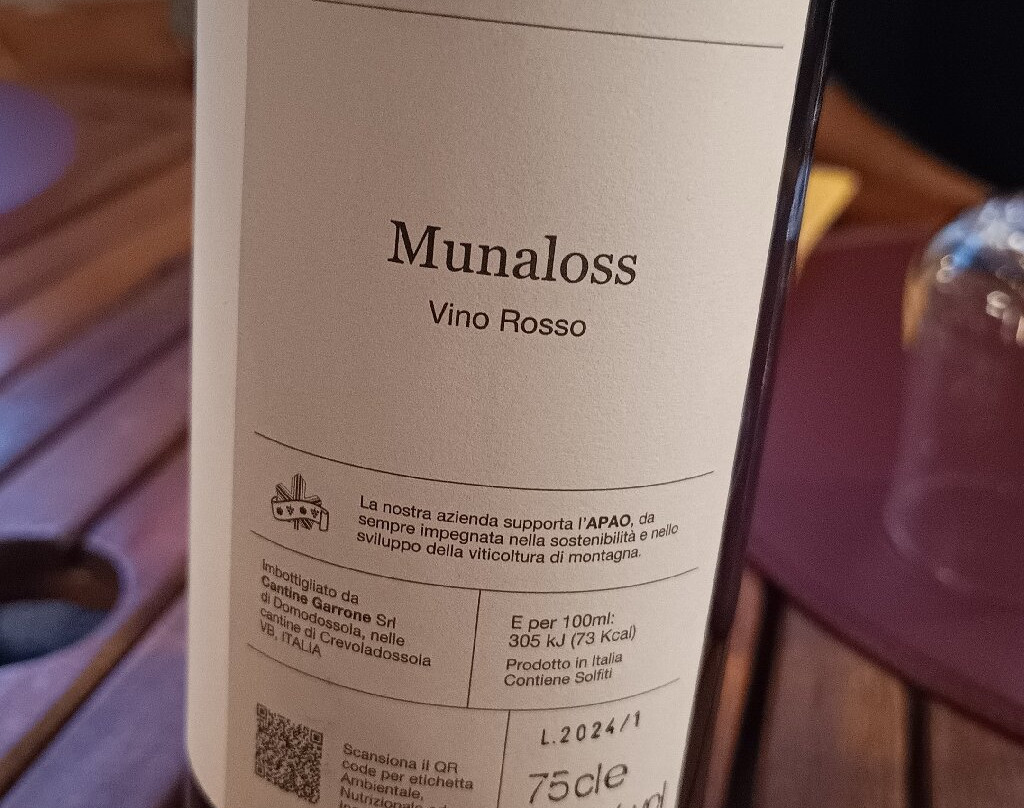 Munaloss
Vino Rosso
La nostra azienda supporta l'APAO, da
sempre impegnata nella sostenibilità e nello
sviluppo della viticoltura di montagna.
Imbottigliato da
Cantine Garrone Srl
di Domodossola, nelle
cantine di Crevoladossola
VB, ITALIA
E per 100ml:
305 kJ (73 Kcal)
Prodotto in Italia
Contiene Solfiti
Scansiona il QR
code per etichetta
Ambientale,
Nutrizionale
L.2024/1
75cle